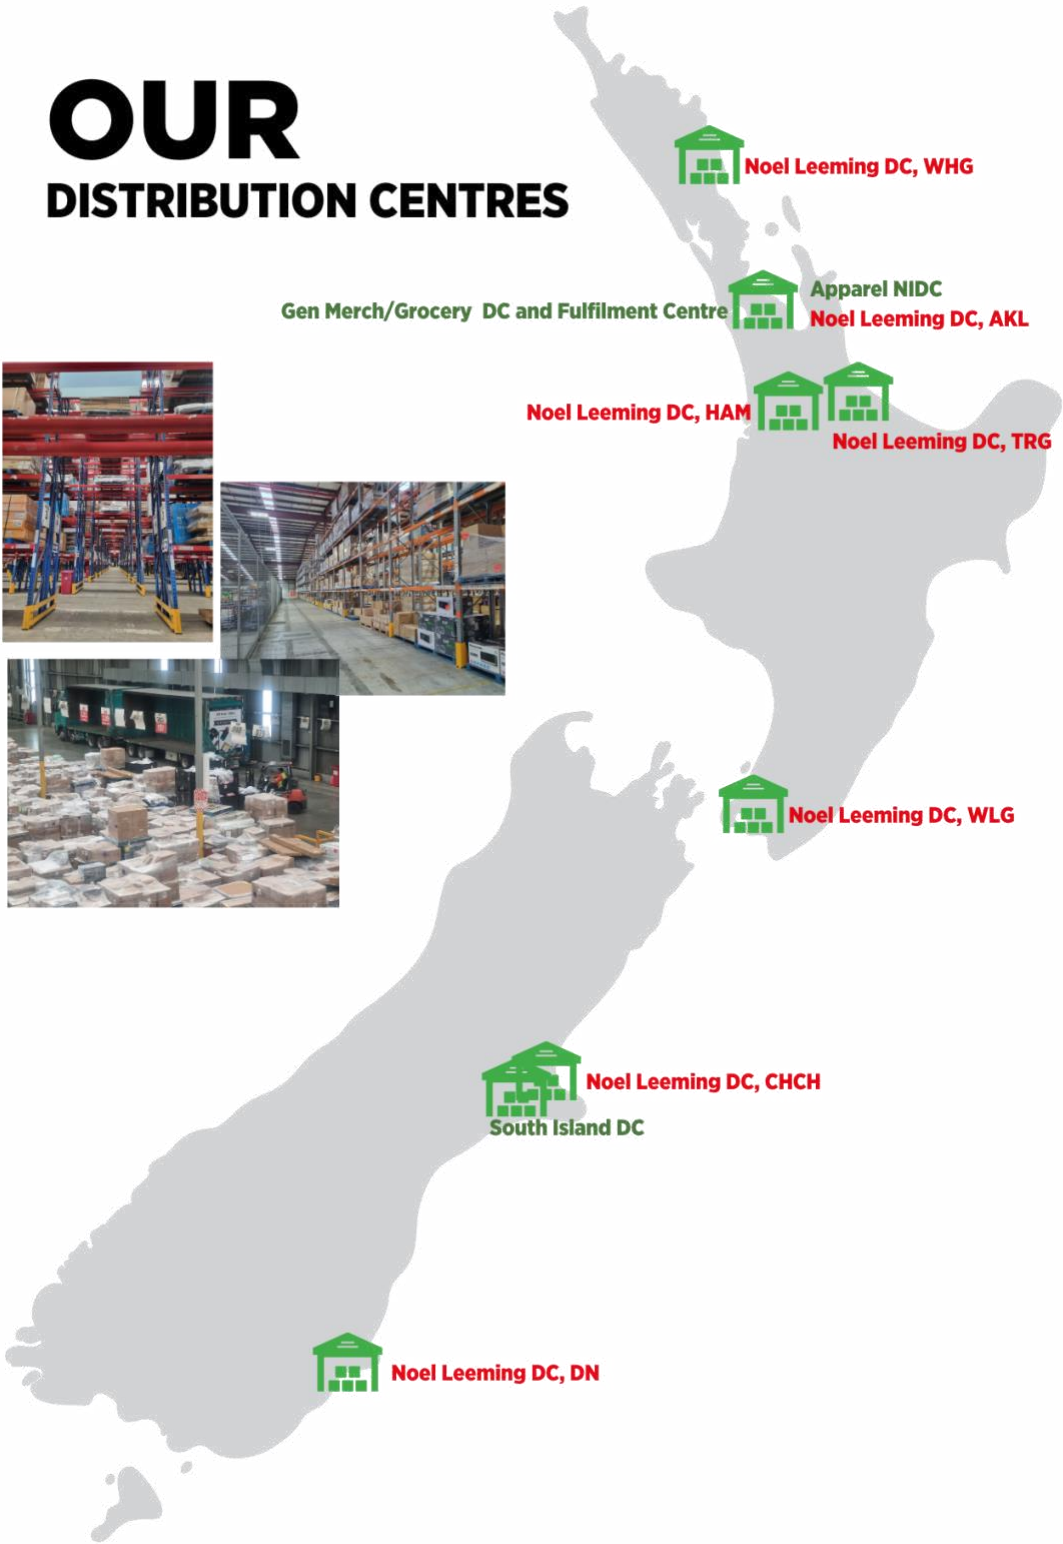 OUR
DISTRIBUTION CENTRES
Noel Leeming DC, WHG
Gen Merch/Grocery DC and Fulfilment Centre
Apparel NIDC
Noel Leeming DC, AKL
Noel Leeming DC, HAM
Noel Leeming DC, TRG
Noel Leeming DC, WLG
Noel Leeming DC, CHCH
South Island DC
Noel Leeming DC, DN